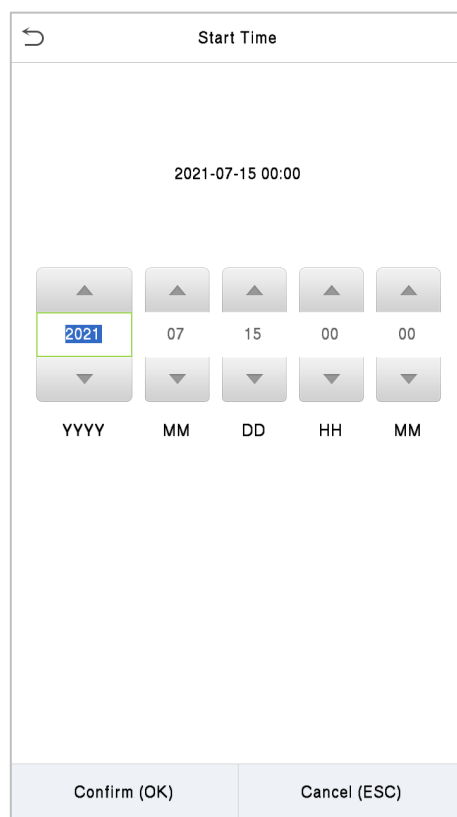 Start Time
2021-07-15 00:00
2021 07 15 00 00
YYYY MM DD HH MM
Confirm (OK) Cancel (ESC)